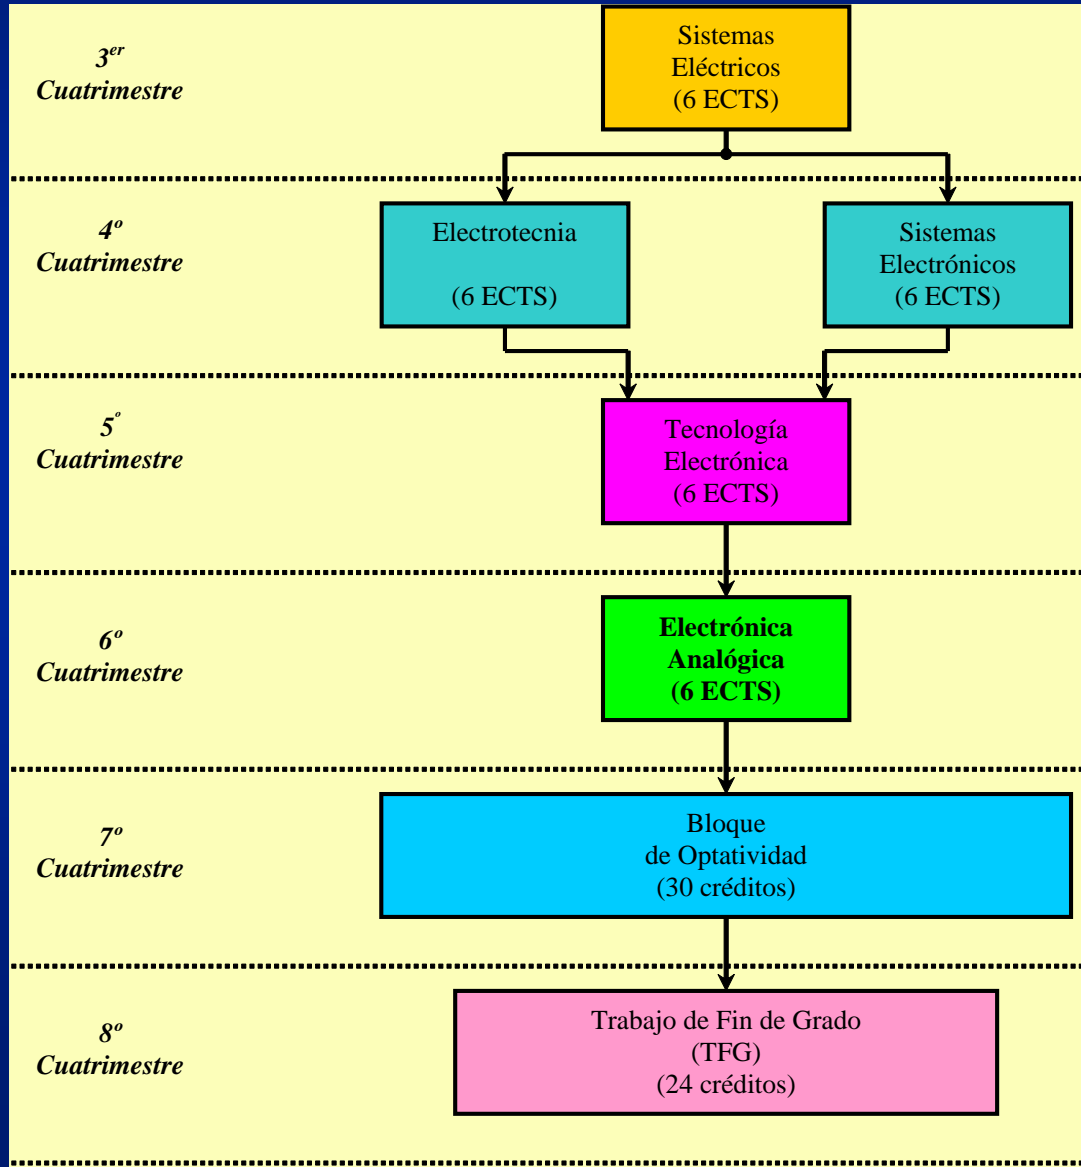 3er
Cuatrimestre
Sistemas
Eléctricos
(6 ECTS)
4º
Cuatrimestre
Electrotecnia
(6 ECTS)
Sistemas
Electrónicos
(6 ECTS)
5º
Cuatrimestre
Tecnología
Electrónica
(6 ECTS)
6º
Cuatrimestre
Electrónica
Analógica
(6 ECTS)
7º
Cuatrimestre
Bloque
de Optatividad
(30 créditos)
8º
Cuatrimestre
Trabajo de Fin de Grado
(TFG)
(24 créditos)